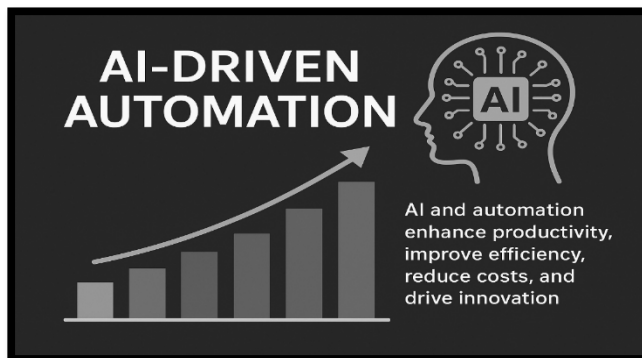 AI-DRIVEN
AUTOMATION
AI
AI and automation
enhance productivity,
improve efficiency,
reduce costs, and
drive innovation